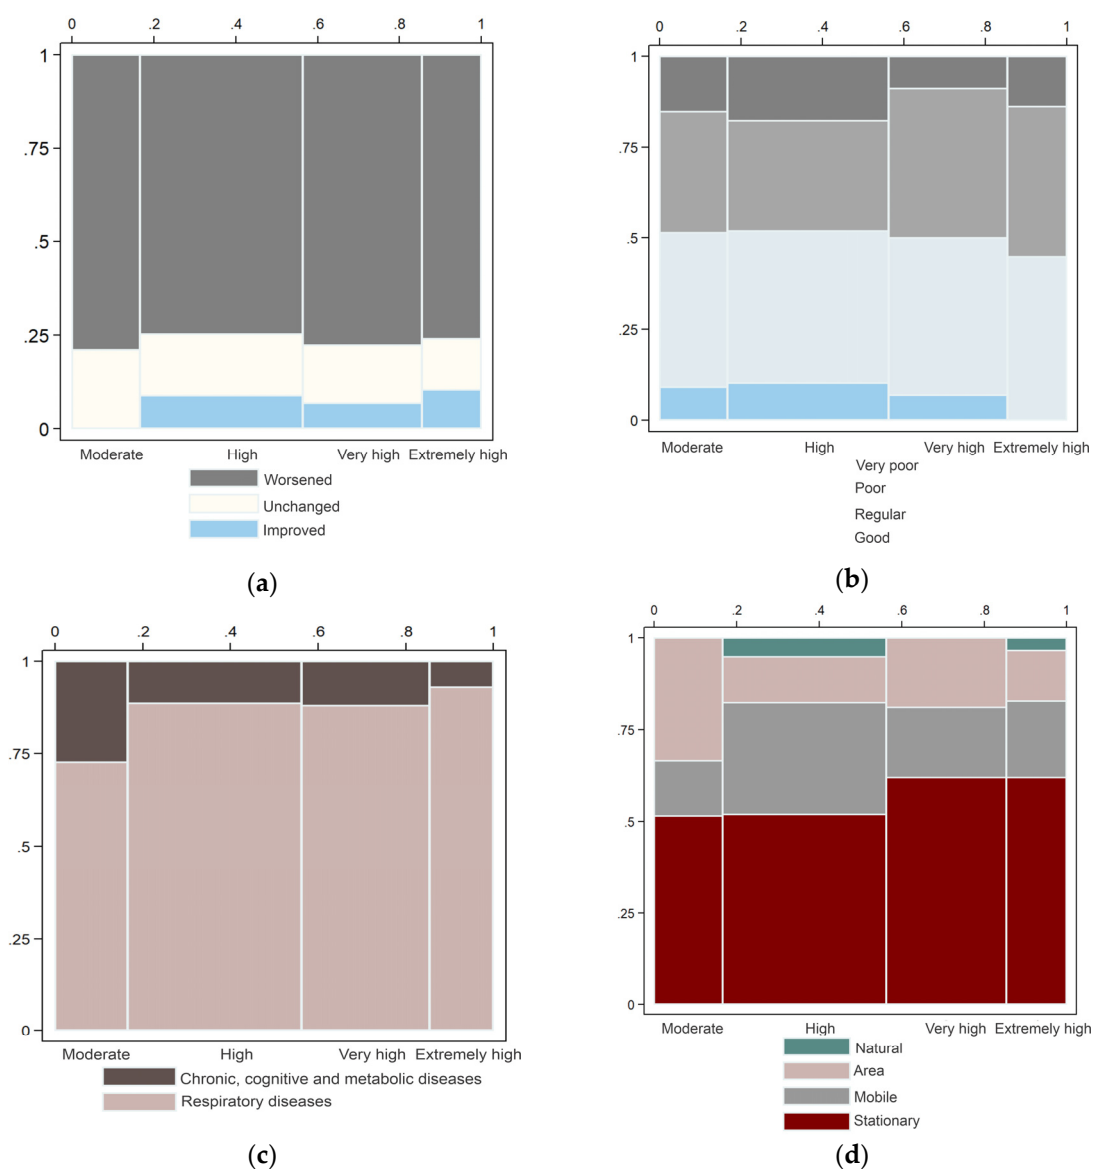 0 .2 .4 .6 .8 1
1
.75
.5
.25
0
Moderate High Very high Extremely high
Worsened
Unchanged
Improved
(a)
0 .2 .4 .6 .8 1
1
.75
.5
.25
0
Moderate High Very high Extremely high
Very poor
Poor
Regular
Good
(b)
0 .2 .4 .6 .8 1
1
.75
.5
.25
0
Moderate High Very high Extremely high
Chronic, cognitive and metabolic diseases
Respiratory diseases
(c)
0 .2 .4 .6 .8 1
1
.75
.5
.25
0
Moderate High Very high Extremely high
Natural
Area
Mobile
Stationary
(d)